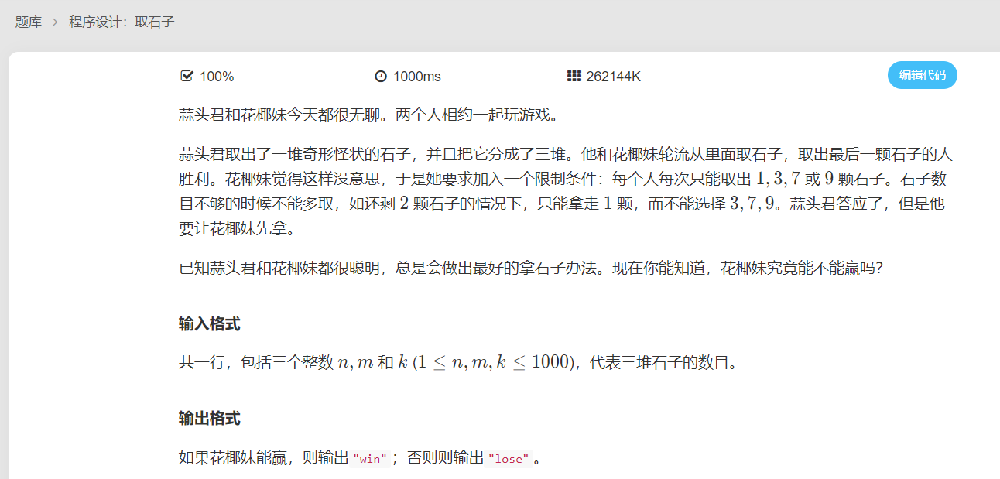 题库 > 程序设计：取石子
100% 1000ms 262144K 编辑代码
蒜头君和花椰妹今天都很无聊。两个人相约一起玩游戏。
蒜头君取出了一堆奇形怪状的石子，并且把它分成了三堆。他和花椰妹轮流从里面取石子，取出最后一颗石子的人
胜利。花椰妹觉得这样没意思，于是她要求加入一个限制条件：每个人每次只能取出 1, 3, 7 或 9 颗石子。石子数
目不够的时候不能多取，如还剩 2 颗石子的情况下，只能拿走 1 颗，而不能选择 3, 7, 9。蒜头君答应了，但是他
要让花椰妹先拿。
已知蒜头君和花椰妹都很聪明，总是会做出最好的拿石子办法。现在你能知道，花椰妹究竟能不能赢吗？
输入格式
共一行，包括三个整数 n, m 和 k (1 ≤ n, m, k ≤ 1000)，代表三堆石子的数目。
输出格式
如果花椰妹能赢，则输出 "win" ；否则则输出 "lose" 。